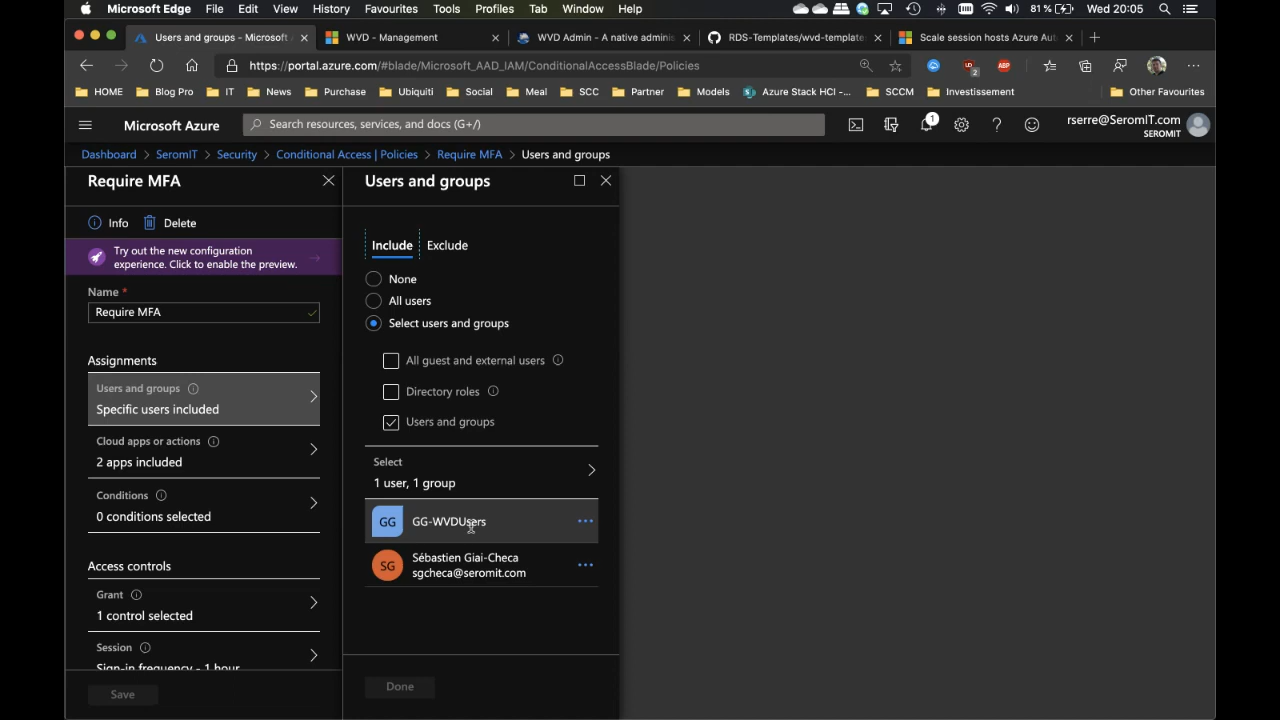 Microsoft Edge File Edit View History Favourites Tools Profiles Tab Window Help 81% Wed 20:05
Users and groups - Microsoft WVD - Management WVD Admin - A native adminis RDS-Templates/wvd-template Scale session hosts Azure Aut
https://portal.azure.com/#blade/Microsoft_AAD_IAM/ConditionalAccessBlade/Policies
HOME Blog Pro IT News Purchase Ubiquiti Social Meal SCC Partner Models Azure Stack HCI -... SCCM Investissement Other Favourites
Microsoft Azure Search resources, services, and docs (G+/) 1 rserre@SeromIT.com
SEROMIT
Dashboard > SeromIT > Security > Conditional Access | Policies > Require MFA > Users and groups
Require MFA
Info Delete
Try out the new configuration
experience. Click to enable the preview.
Name *
Require MFA
Assignments
Users and groups
Specific users included
Cloud apps or actions
2 apps included
Conditions
0 conditions selected
Access controls
Grant
1 control selected
Session
Sign-in frequency - 1 hour
Save
Users and groups
Include Exclude
None
All users
Select users and groups
All guest and external users
Directory roles
Users and groups
Select
1 user, 1 group
GG GG-WVDUsers
SG Sébastien Giai-Checa
sgcheca@seromit.com
Done